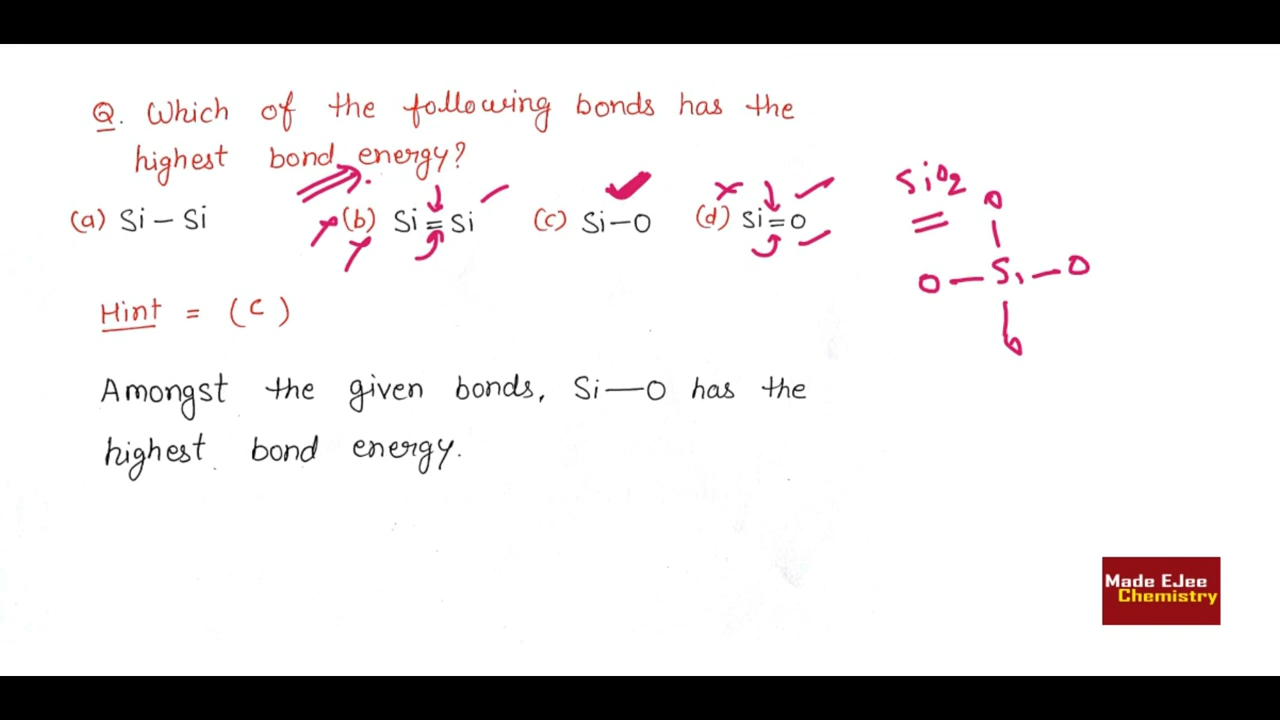 Q. Which of the following bonds has the
highest bond energy?
(a) Si – Si (b) Si = Si (c) Si – O (d) Si = O
SiO2
O
O – Si – O
O
Hint = (C)
Amongst the given bonds, Si — O has the
highest bond energy.
Made EJee
Chemistry